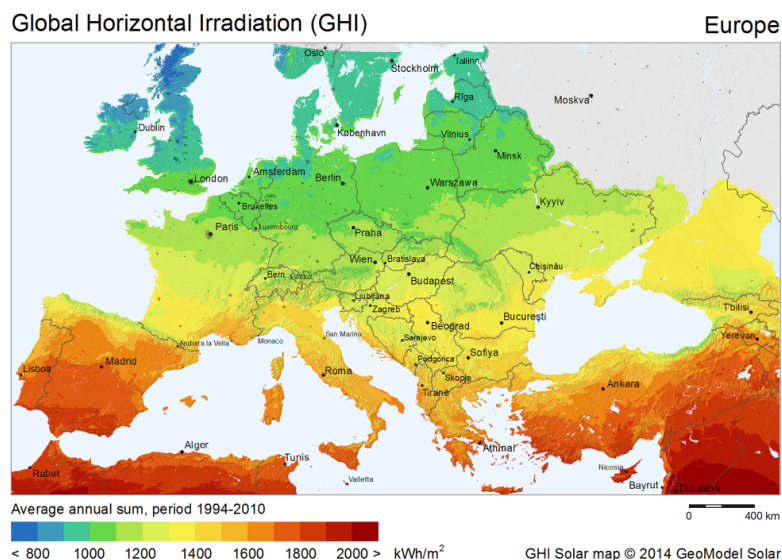 Global Horizontal Irradiation (GHI)
Europe
Oslo
Stockholm
Tallinn
Rīga
Moskva
Dublin
København
Vilnius
Minsk
London
Amsterdam
Berlin
Warszawa
Bruxelles
Kyyiv
Paris
Luxembourg
Praha
Wien
Bratislava
Bern
Vaduz
Budapest
Chişinău
Ljubljana
Zagreb
Beograd
Bucureşti
T'bilisi
Andorra la Vella
Monaco
San Marino
Sarajevo
Yerevan
Lisboa
Madrid
Roma
Podgorica
Sofiya
Skopje
Tiranë
Ankara
Alger
Tunis
Athínai
Rabat
Valletta
Nicosia
Bayrut
Dimashq
Average annual sum, period 1994-2010
0
400 km
< 800 1000 1200 1400 1600 1800 2000 > kWh/m²
GHI Solar map © 2014 GeoModel Solar